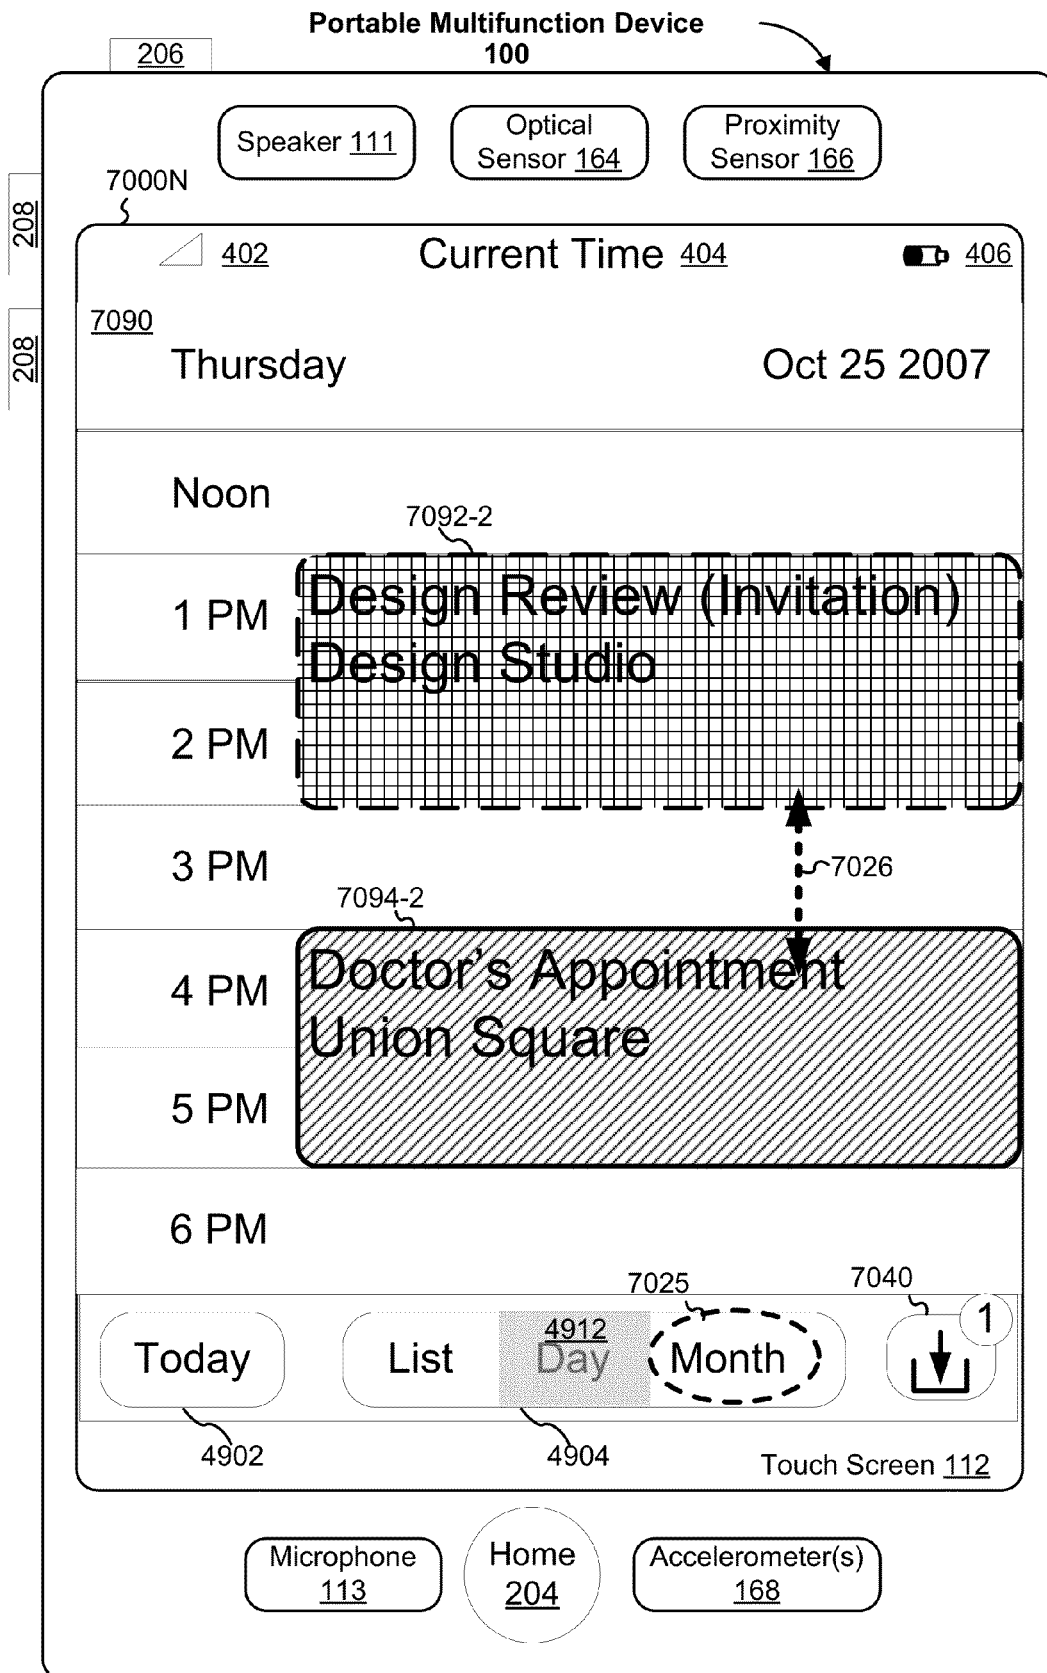 Portable Multifunction Device
100
206
Speaker 111
Optical
Sensor 164
Proximity
Sensor 166
7000N
208
208
402
Current Time 404
406
7090
Thursday
Oct 25 2007
Noon
7092-2
1 PM
Design Review (Invitation)
Design Studio
2 PM
3 PM
7026
7094-2
4 PM
Doctor's Appointment
Union Square
5 PM
6 PM
7025
7040
1
Today
List
4912
Day
Month
4902
4904
Touch Screen 112
Microphone
113
Home
204
Accelerometer(s)
168